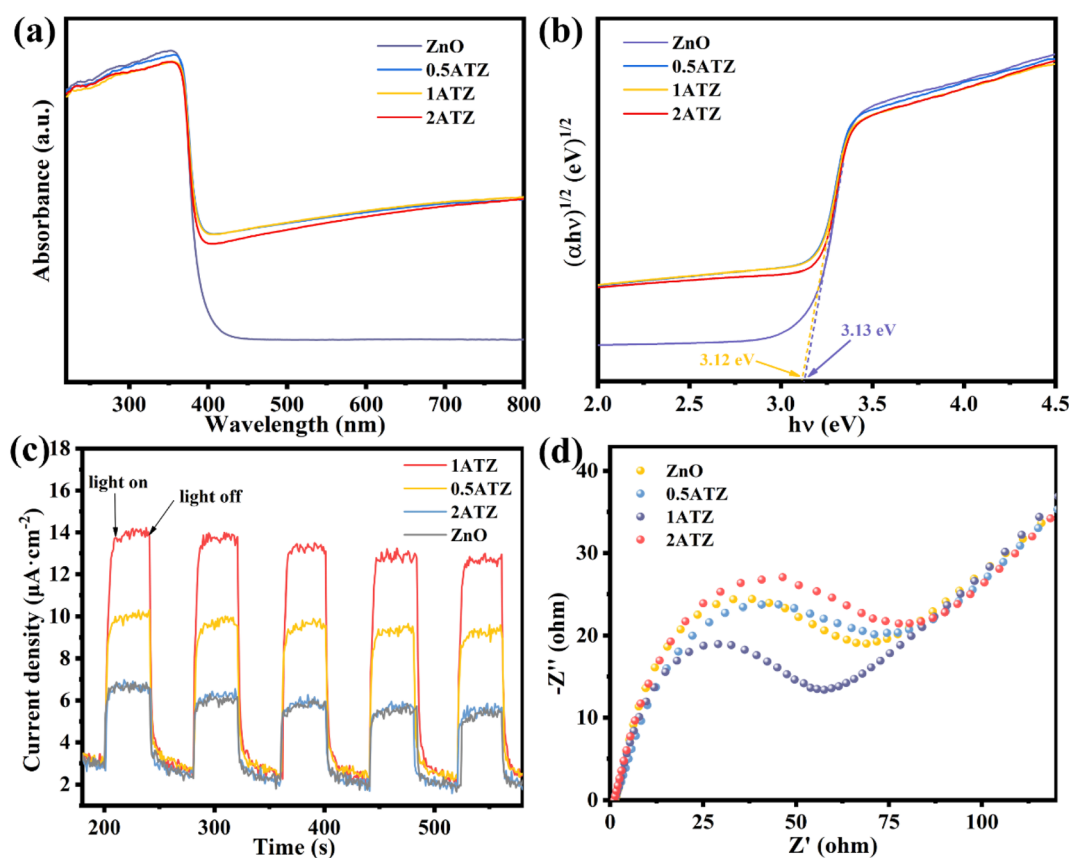 (a)
ZnO
0.5ATZ
1ATZ
2ATZ
Absorbance (a.u.)
300 400 500 600 700 800
Wavelength (nm)
(b)
ZnO
0.5ATZ
1ATZ
2ATZ
(αhν)^1/2 (eV)^1/2
3.13 eV
3.12 eV
2.0 2.5 3.0 3.5 4.0 4.5
hν (eV)
(c)
1ATZ
0.5ATZ
2ATZ
ZnO
light on
light off
Current density (μA·cm⁻²)
18
16
14
12
10
8
6
4
2
200 300 400 500
Time (s)
(d)
ZnO
0.5ATZ
1ATZ
2ATZ
-Z'' (ohm)
40
30
20
10
0
0 25 50 75 100
Z' (ohm)